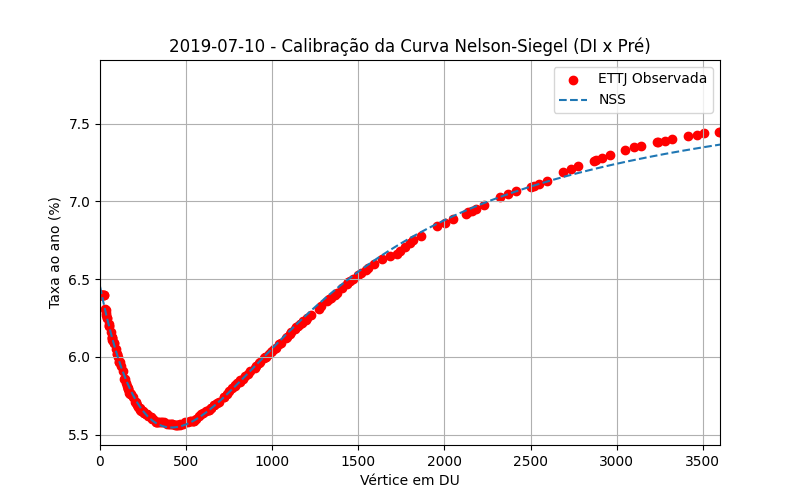 2019-07-10 - Calibração da Curva Nelson-Siegel (DI x Pré)
ETTJ Observada
NSS
Taxa ao ano (%)
7.5
7.0
6.5
6.0
5.5
0 500 1000 1500 2000 2500 3000 3500
Vértice em DU